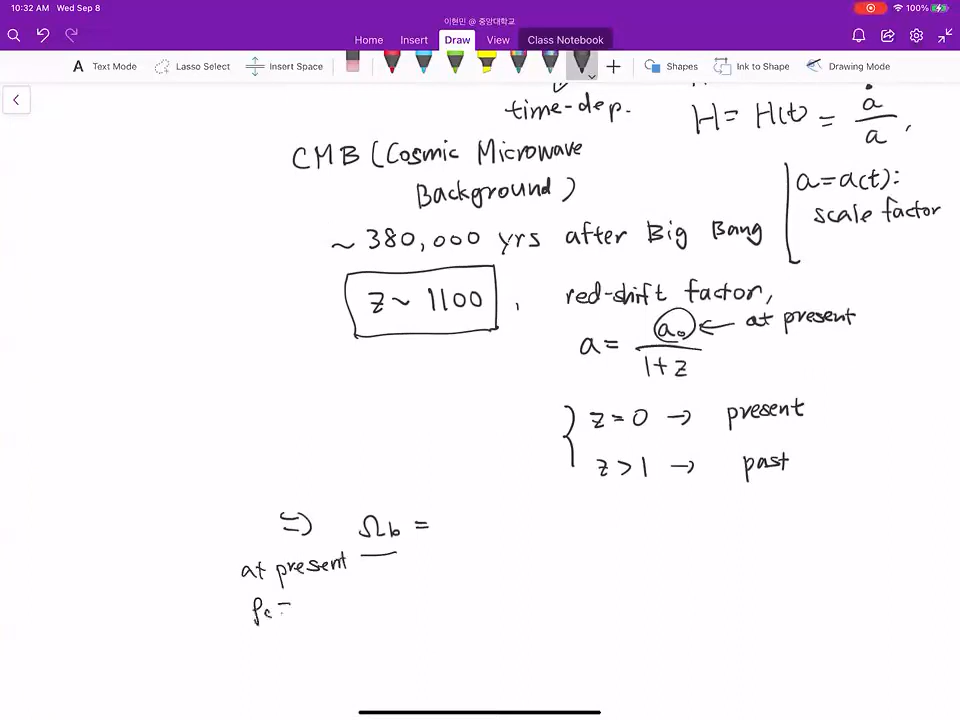 10:32 AM Wed Sep 8
100%
이현민 @ 중앙대학교
Home Insert Draw View Class Notebook
A Text Mode Lasso Select Insert Space Shapes Ink to Shape Drawing Mode
time-dep.
H = H(t) = ȧ/a ,
CMB (Cosmic Microwave
Background)
a = a(t):
scale factor
~ 380,000 yrs after Big Bang
z ~ 1100 , red-shift factor,
a = a₀/(1+z) ← at present
z = 0 → present
z > 1 → past
⇒ Ω_b =
at present
ρ_c =